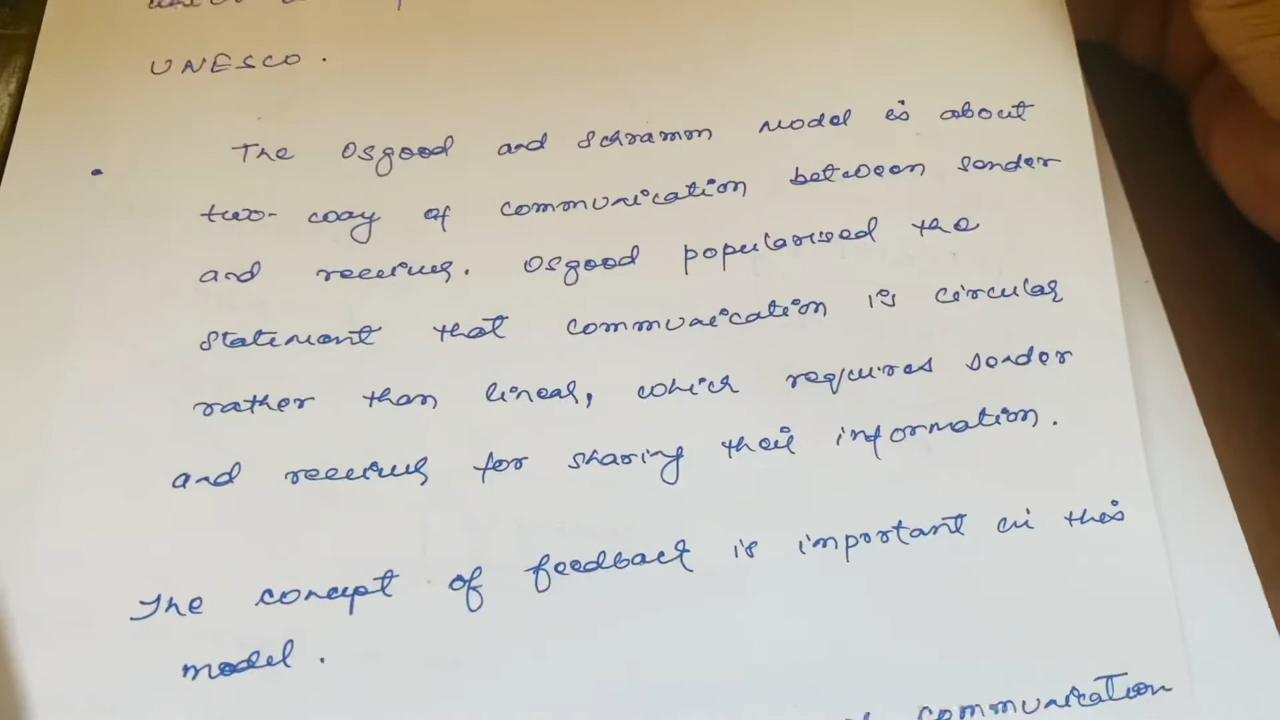 UNESCO.
The Osgood and Schramm Model is about
two-way of communication between sender
and receiver. Osgood popularised the
statement that communication is circular
rather than linear, which requires sender
and receiver for sharing their information.
The concept of feedback is important in this
model.
communication